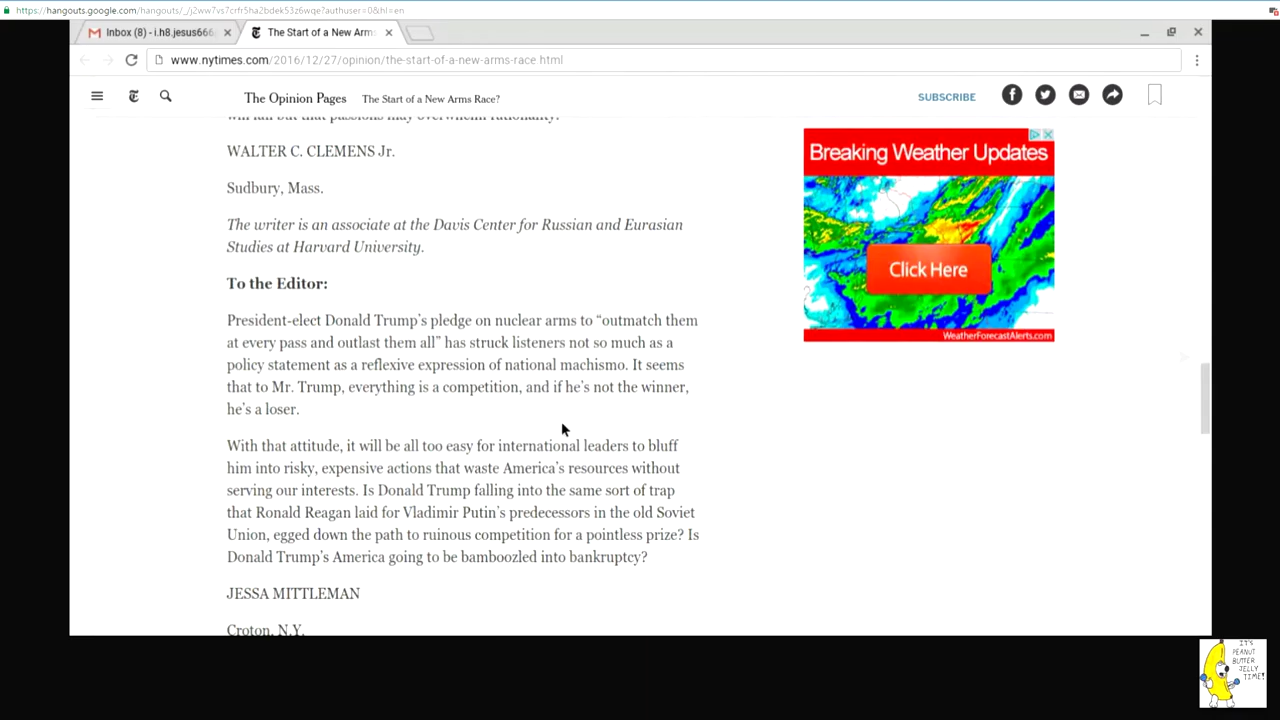 https://hangouts.google.com/hangouts/_/j2ww7vs7crfr5ha2bdek53z6wqe?authuser=0&hl=en
Inbox (8) - i.h8.jesus666
The Start of a New Arm
www.nytimes.com/2016/12/27/opinion/the-start-of-a-new-arms-race html
The Opinion Pages
The Start of a New Arms Race?
SUBSCRIBE
will fall but that passions may overwhelm rationality.
WALTER C. CLEMENS Jr.
Sudbury, Mass.
The writer is an associate at the Davis Center for Russian and Eurasian
Studies at Harvard University.
To the Editor:
President-elect Donald Trump's pledge on nuclear arms to “outmatch them
at every pass and outlast them all” has struck listeners not so much as a
policy statement as a reflexive expression of national machismo. It seems
that to Mr. Trump, everything is a competition, and if he's not the winner,
he's a loser.
With that attitude, it will be all too easy for international leaders to bluff
him into risky, expensive actions that waste America's resources without
serving our interests. Is Donald Trump falling into the same sort of trap
that Ronald Reagan laid for Vladimir Putin's predecessors in the old Soviet
Union, egged down the path to ruinous competition for a pointless prize? Is
Donald Trump's America going to be bamboozled into bankruptcy?
JESSA MITTLEMAN
Croton, N.Y.
Breaking Weather Updates
Click Here
WeatherForecastAlerts.com
IT'S
PEANUT
BUTTER
JELLY
TIME!